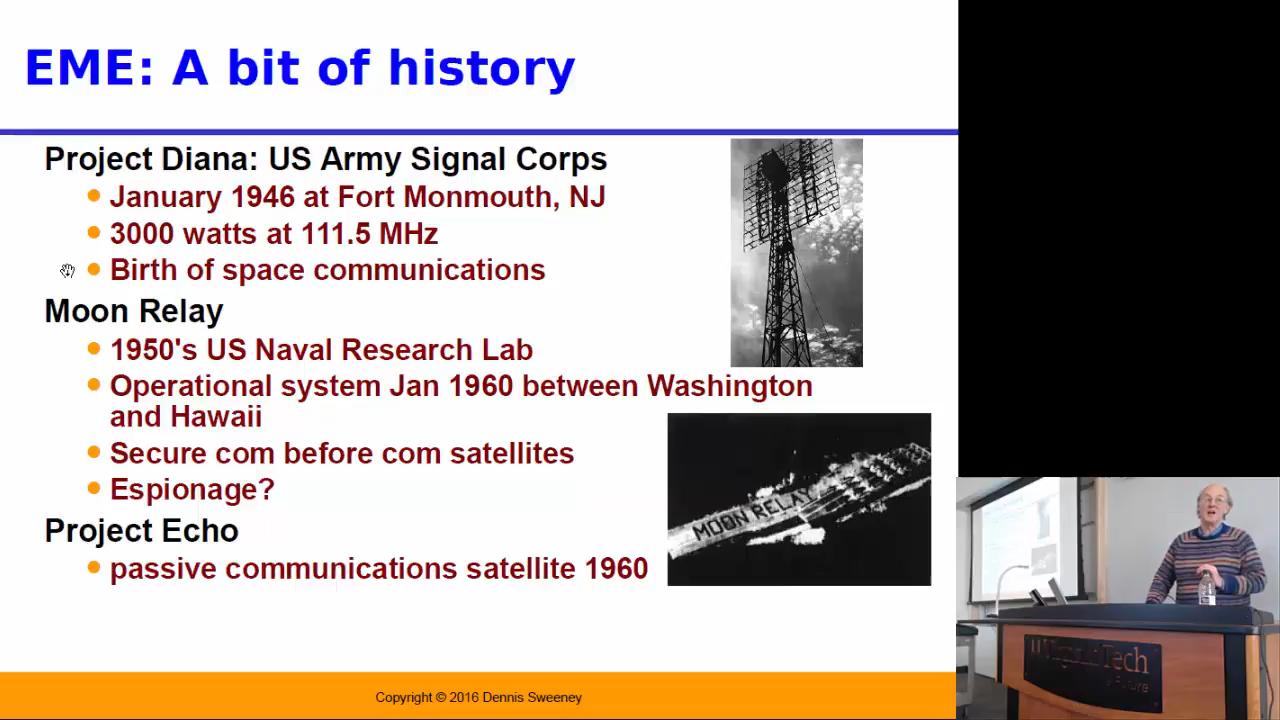 EME: A bit of history
Project Diana: US Army Signal Corps
January 1946 at Fort Monmouth, NJ
3000 watts at 111.5 MHz
Birth of space communications
Moon Relay
1950's US Naval Research Lab
Operational system Jan 1960 between Washington
and Hawaii
Secure com before com satellites
Espionage?
MOON RELAY
Project Echo
passive communications satellite 1960
Copyright © 2016 Dennis Sweeney
Tech